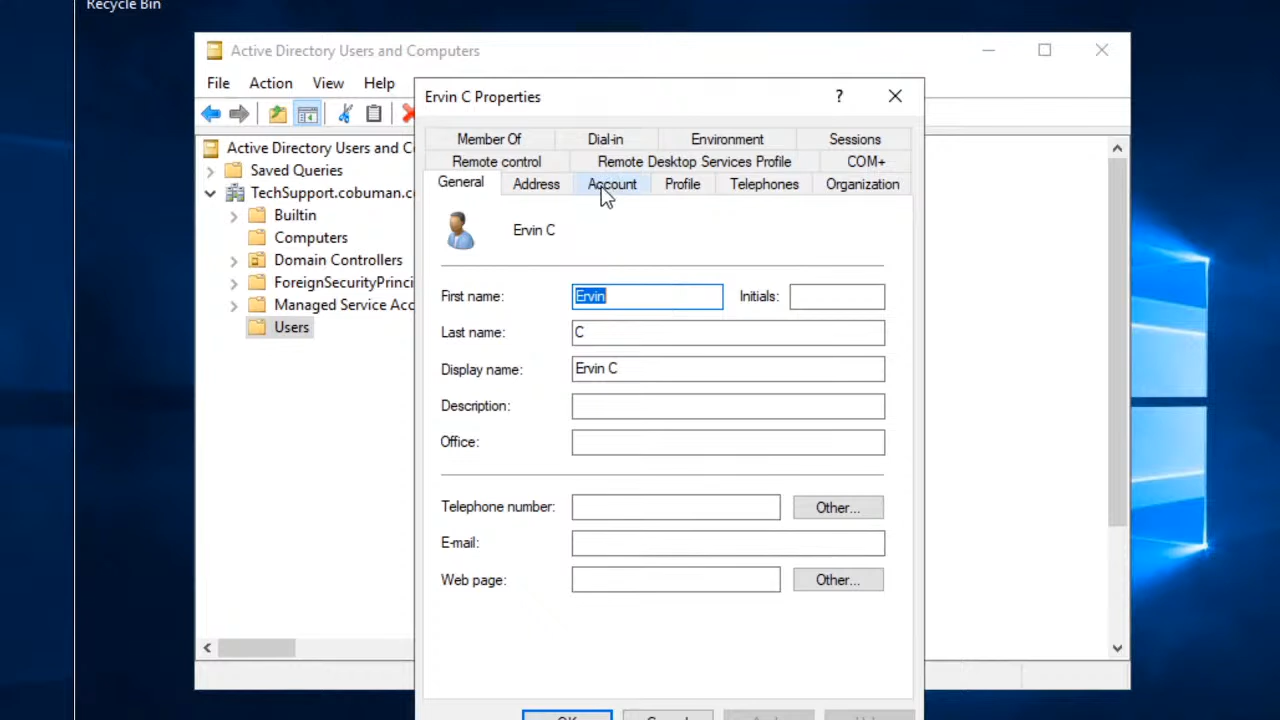 Recycle Bin
Active Directory Users and Computers
File Action View Help
Ervin C Properties
?
Member Of Dial-in Environment Sessions
Remote control Remote Desktop Services Profile COM+
General Address Account Profile Telephones Organization
Active Directory Users and C
Saved Queries
TechSupport.cobuman.c
Builtin
Computers
Domain Controllers
ForeignSecurityPrinci
Managed Service Acc
Users
Ervin C
First name: Ervin Initials:
Last name: C
Display name: Ervin C
Description:
Office:
Telephone number: Other...
E-mail:
Web page: Other...